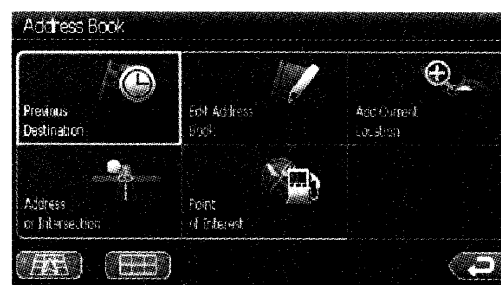 Address Book
Previous
Destination
Edit Address
Book
Add Current
Location
Address
or Intersection
Point
of Interest